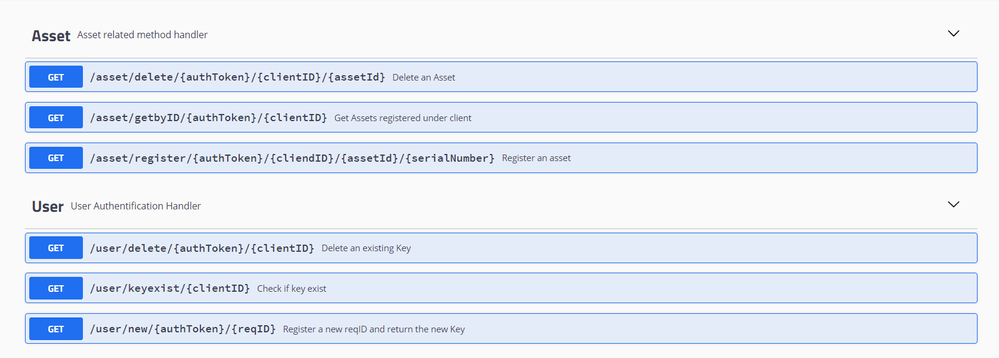 Asset Asset related method handler
GET /asset/delete/{authToken}/{clientID}/{assetId} Delete an Asset
GET /asset/getbyID/{authToken}/{clientID} Get Assets registered under client
GET /asset/register/{authToken}/{cliendID}/{assetId}/{serialNumber} Register an asset
User User Authentification Handler
GET /user/delete/{authToken}/{clientID} Delete an existing Key
GET /user/keyexist/{clientID} Check if key exist
GET /user/new/{authToken}/{reqID} Register a new reqID and return the new Key